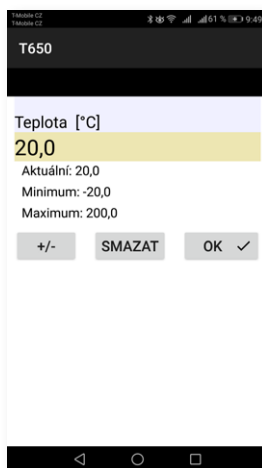 T-Mobile CZ
T-Mobile CZ
61 % 9:49
T650
Teplota [°C]
20,0
Aktuální: 20,0
Minimum: -20,0
Maximum: 200,0
+/- SMAZAT OK